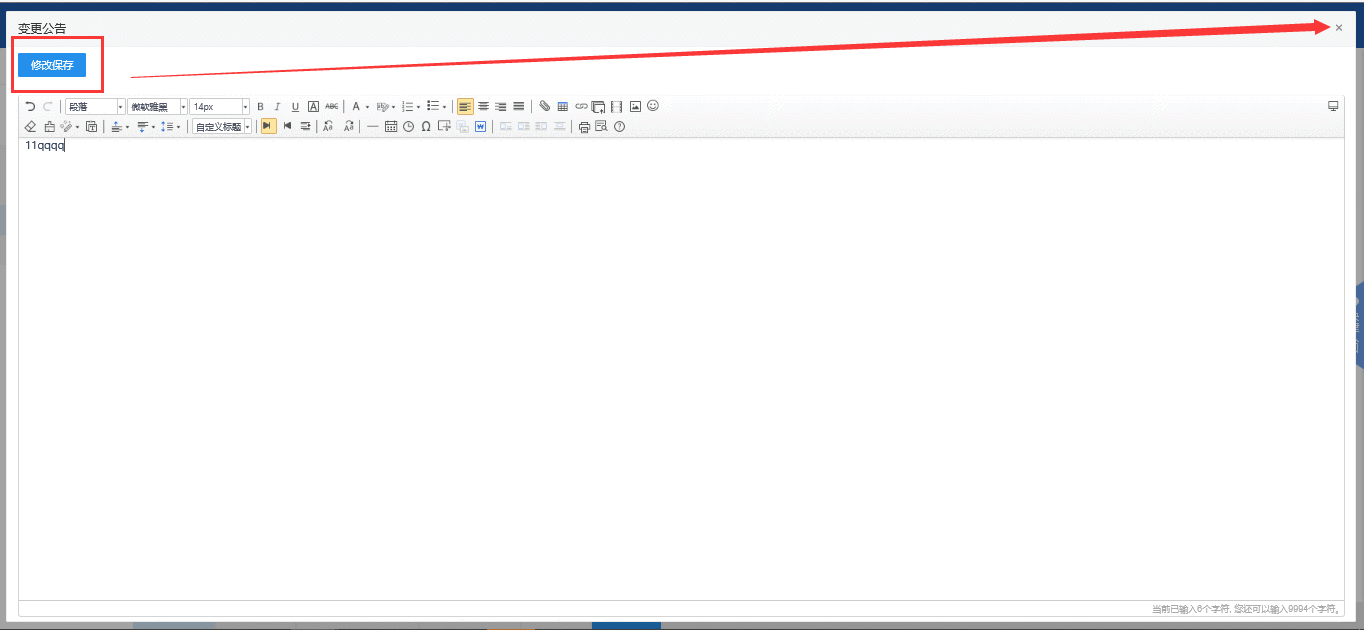 变更公告
修改保存
段落 微软雅黑 14px B I U A ABC A
自定义标题
11qqqq
当前已输入6个字符, 您还可以输入9994个字符。